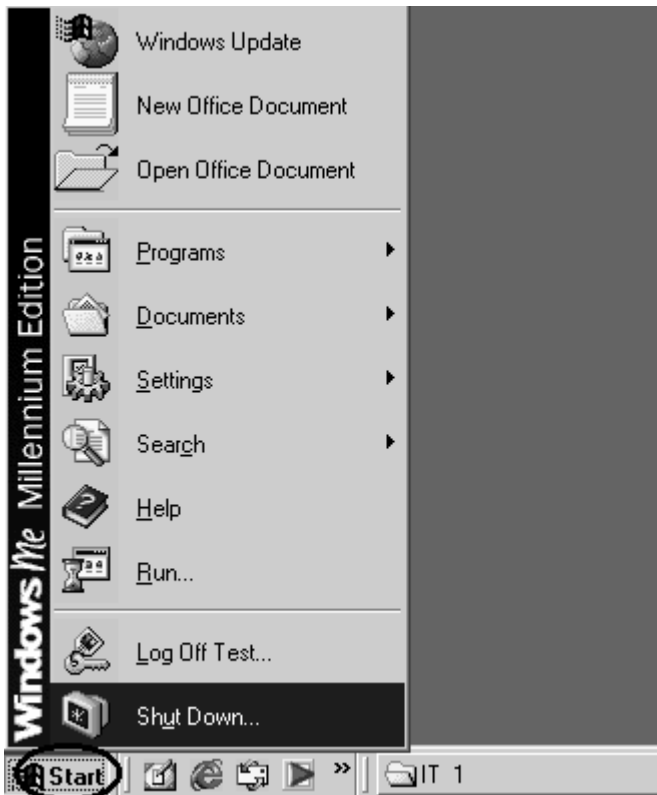 Windows Update
New Office Document
Open Office Document
Programs
Documents
Settings
Search
Help
Run...
Log Off Test...
Shut Down...
Windows Me Millennium Edition
Start
»
IT 1